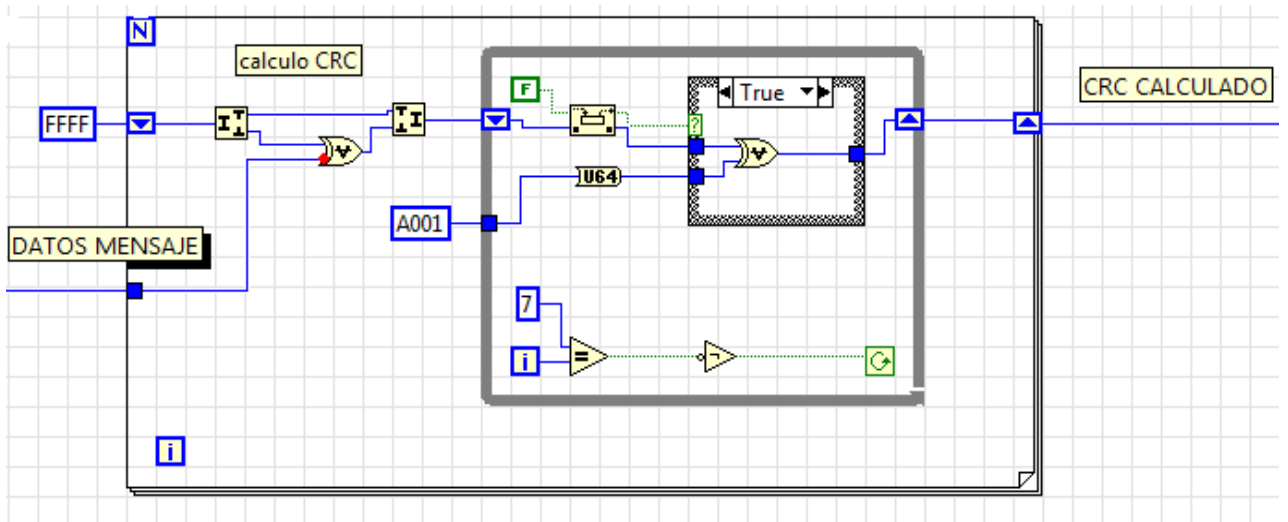 N
calculo CRC
F
True
?
CRC CALCULADO
FFFF
U64
A001
DATOS MENSAJE
7
i
=
i